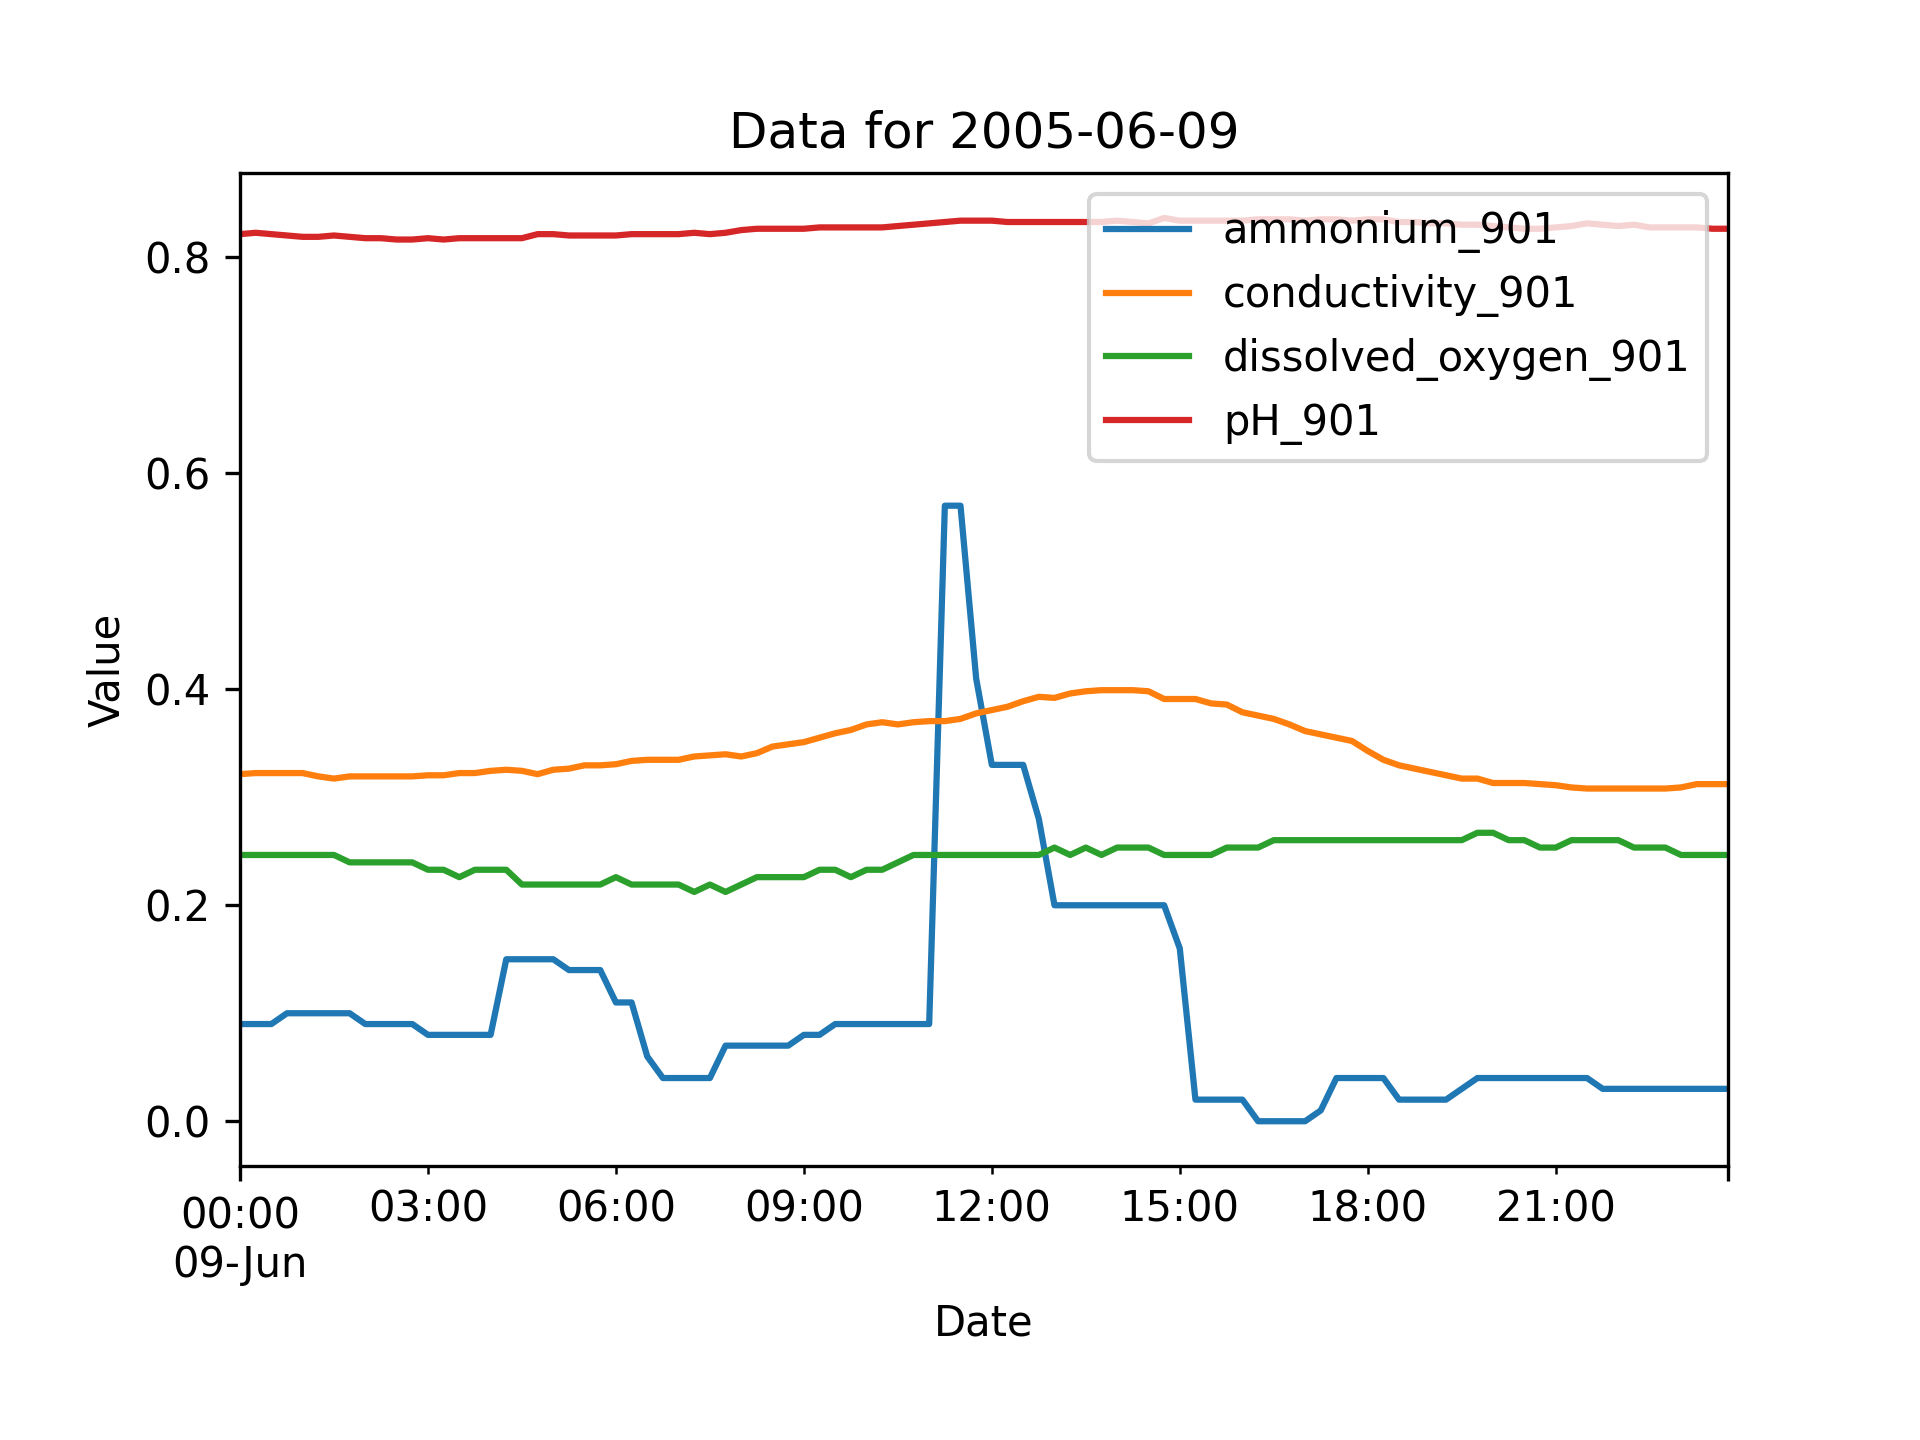 Data for 2005-06-09
ammonium_901
conductivity_901
dissolved_oxygen_901
pH_901
Value
0.8
0.6
0.4
0.2
0.0
00:00 03:00 06:00 09:00 12:00 15:00 18:00 21:00
09-Jun
Date